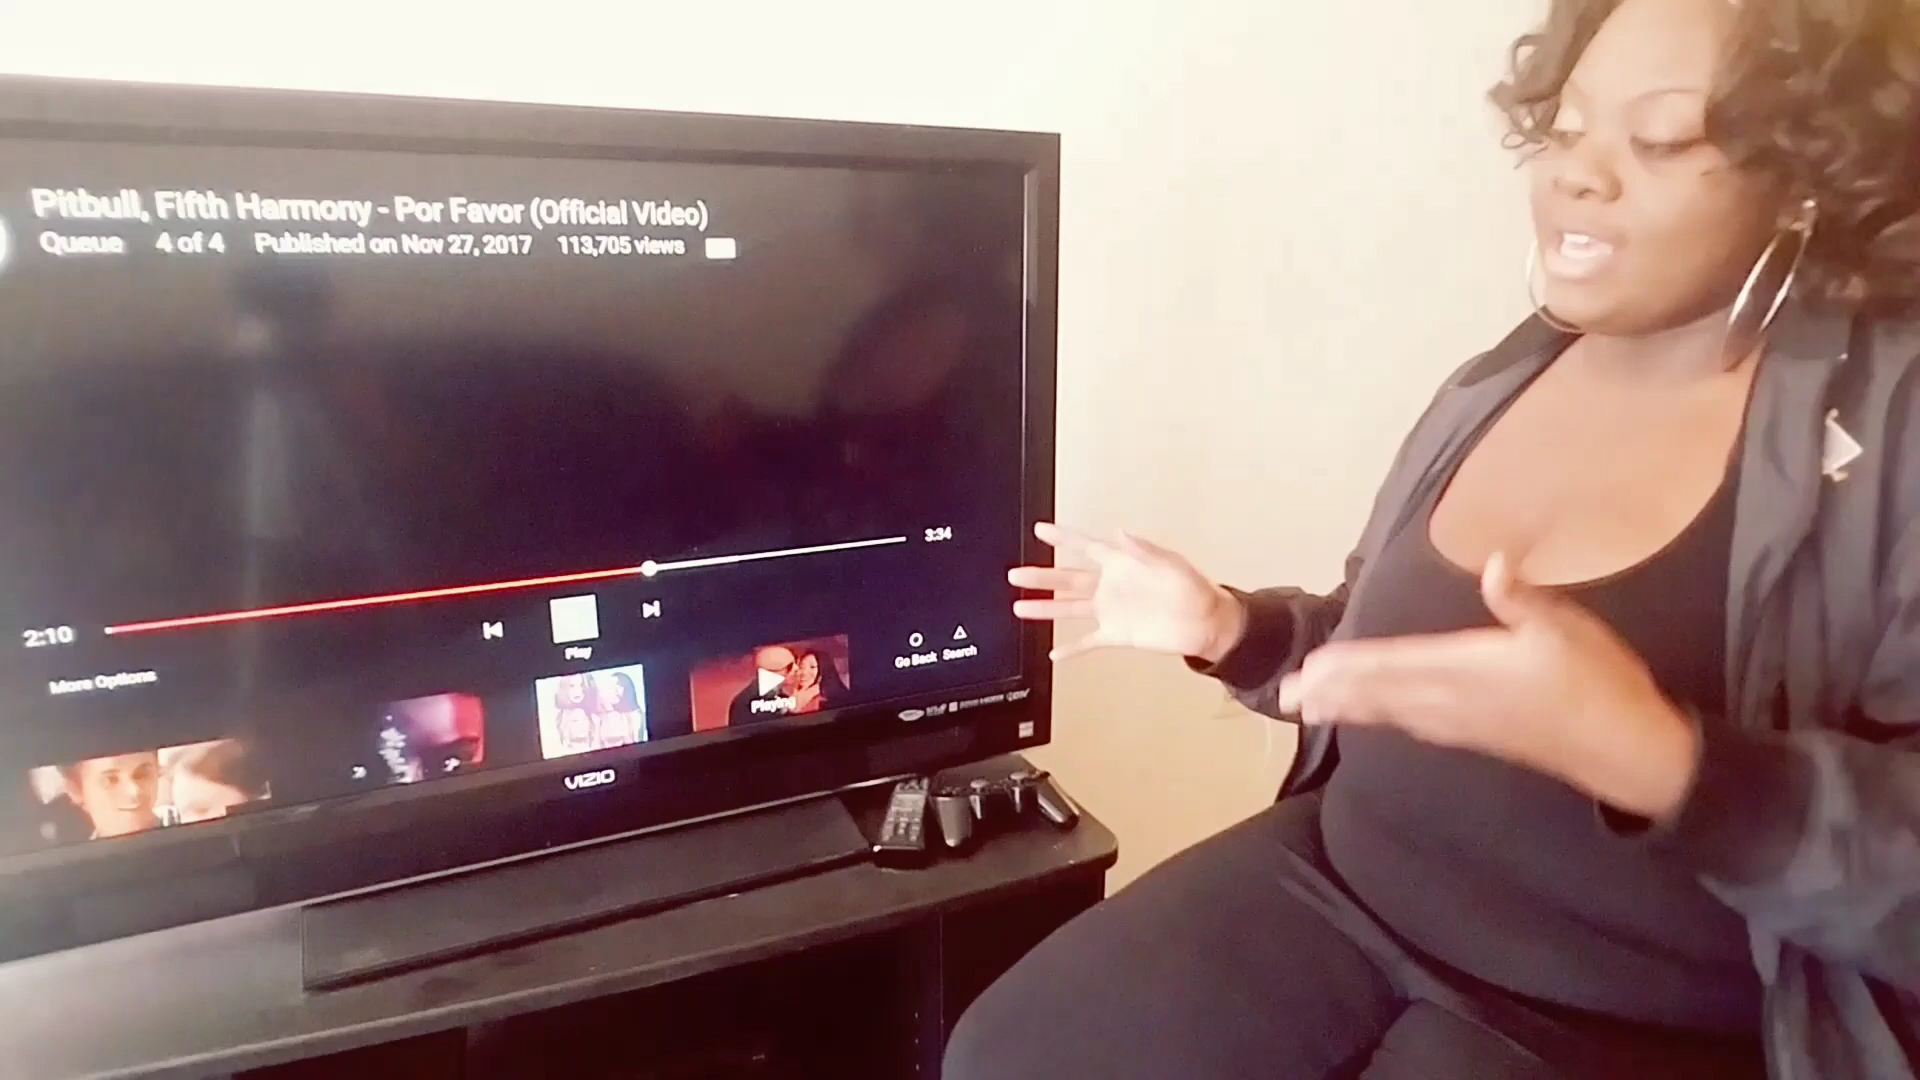 Pitbull, Fifth Harmony - Por Favor (Official Video)
Queue 4 of 4 Published on Nov 27, 2017 113,705 views
3:34
2:10
Play
Go Back Search
More Options
Playing
VIZIO